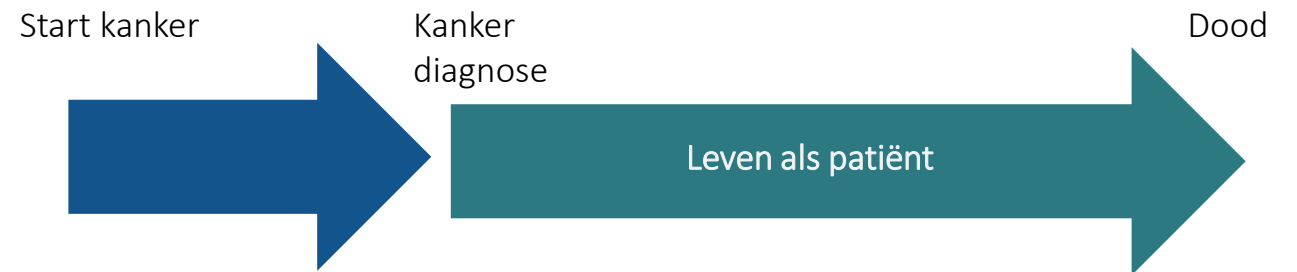 Start kanker
Kanker
diagnose
Dood
Leven als patiënt